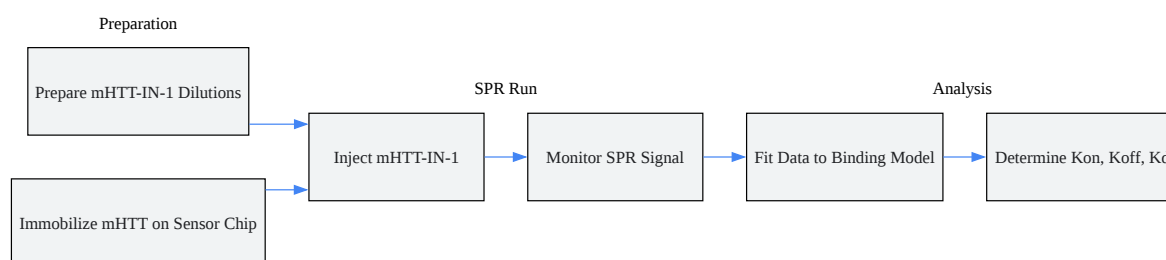 Preparation
Prepare mHTT-IN-1 Dilutions
Immobilize mHTT on Sensor Chip
SPR Run
Inject mHTT-IN-1
Monitor SPR Signal
Analysis
Fit Data to Binding Model
Determine Kon, Koff,